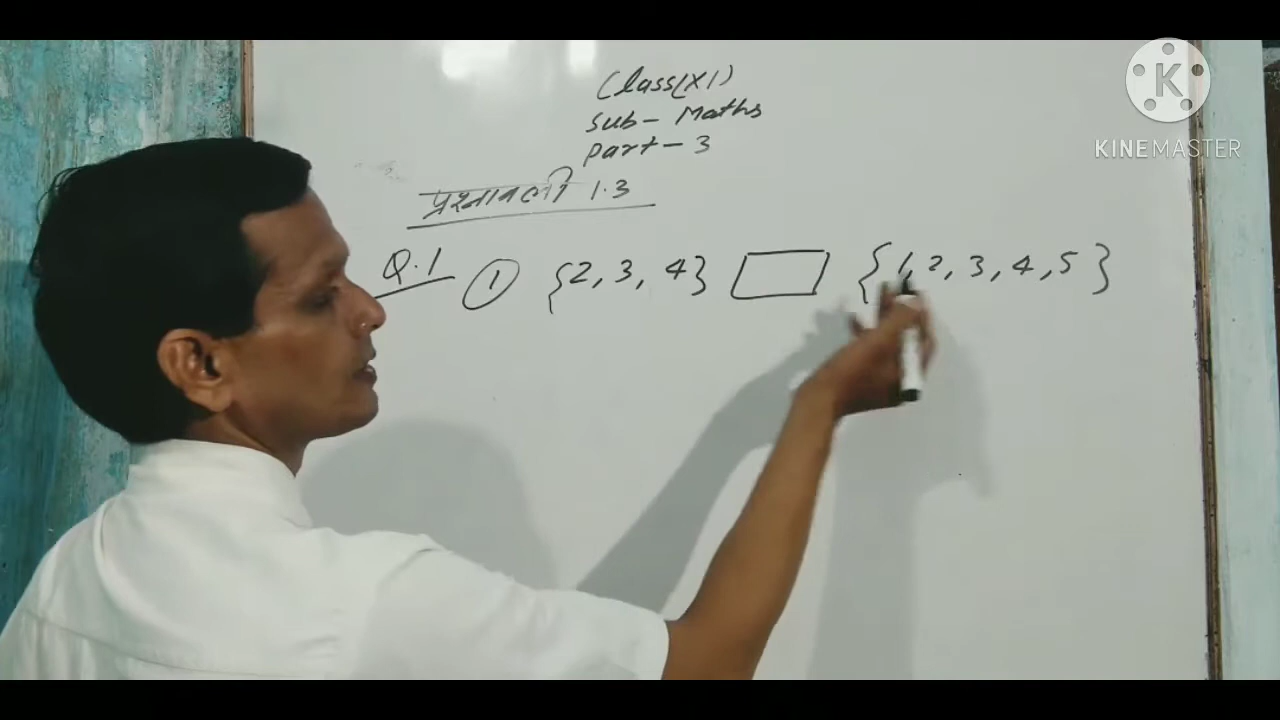 Class(XI)
Sub- Maths
Part-3
प्रश्नावली 1.3
Q.1 ① {2, 3, 4} {1, 2, 3, 4, 5}
K
KINEMASTER